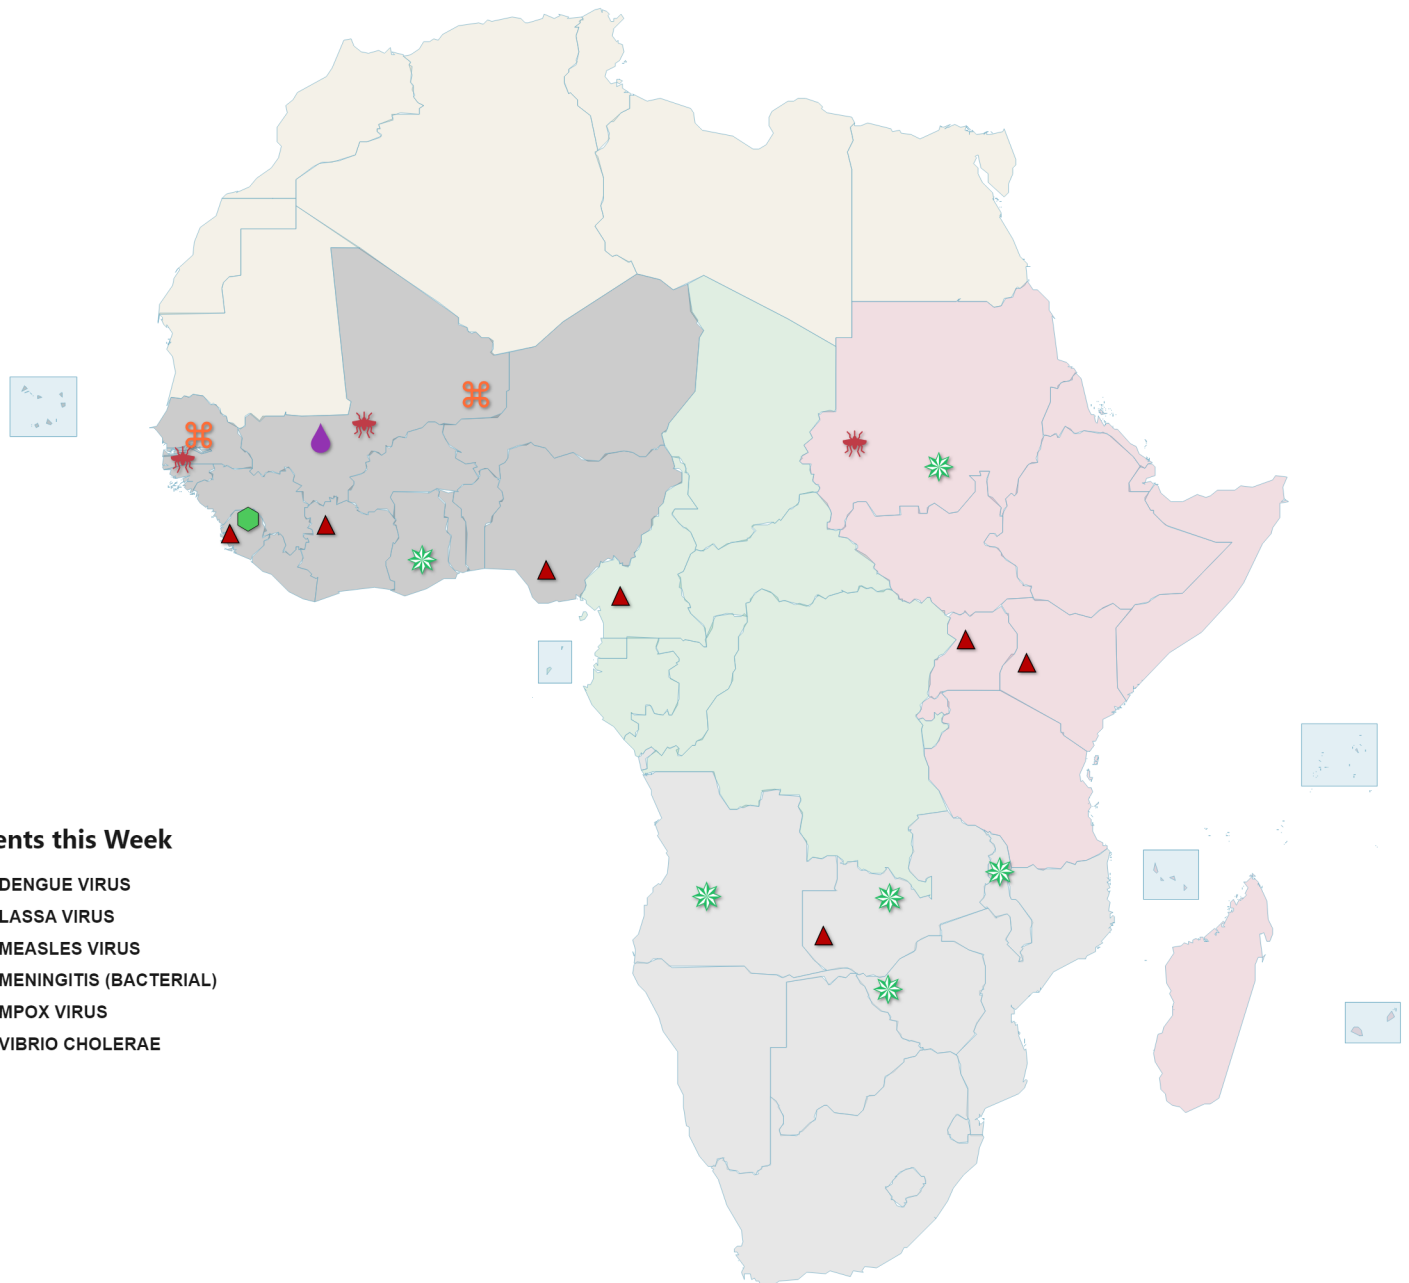 ents this Week
DENGUE VIRUS
LASSA VIRUS
MEASLES VIRUS
MENINGITIS (BACTERIAL)
MPOX VIRUS
VIBRIO CHOLERAE